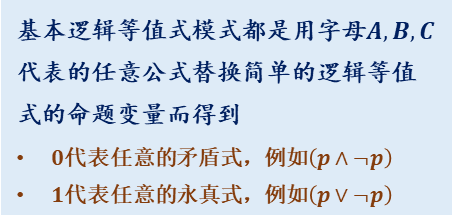 基本逻辑等值式模式都是用字母A, B, C
代表的任意公式替换简单的逻辑等值
式的命题变量而得到
• 0代表任意的矛盾式，例如(p ∧ ¬p)
• 1代表任意的永真式，例如(p ∨ ¬p)